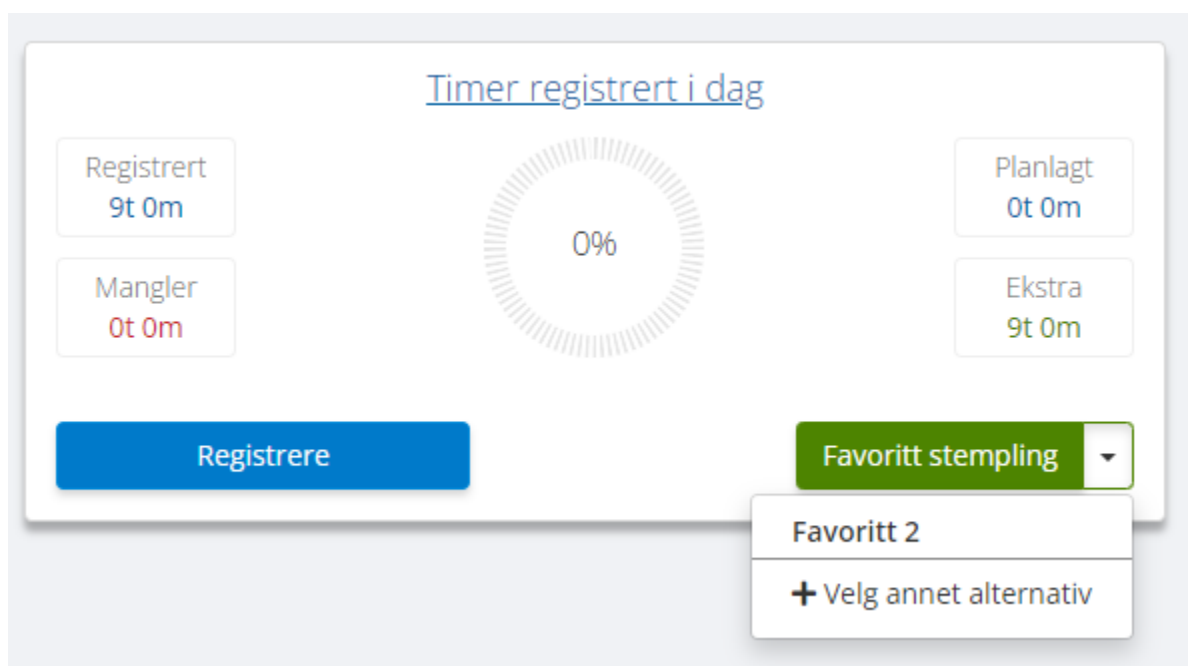 Timer registrert i dag
Registrert
9t 0m
Planlagt
0t 0m
0%
Mangler
0t 0m
Ekstra
9t 0m
Registrere
Favoritt stempling
Favoritt 2
Velg annet alternativ